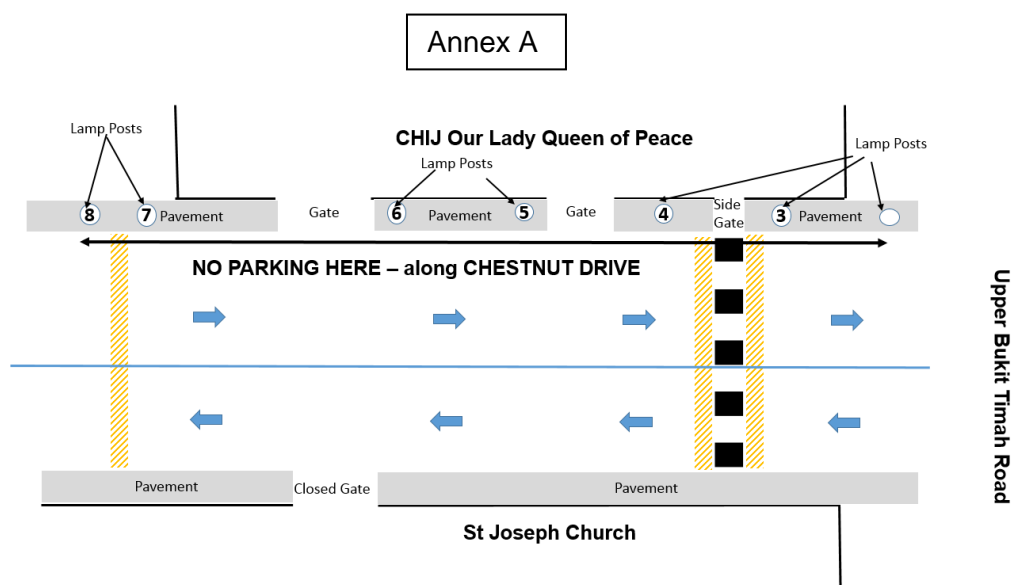 Annex A
Lamp Posts
CHIJ Our Lady Queen of Peace
Lamp Posts
Lamp Posts
8
7
Pavement
Gate
6
Pavement
5
Gate
4
Side
Gate
3
Pavement
NO PARKING HERE – along CHESTNUT DRIVE
Upper Bukit Timah Road
Pavement
Closed Gate
Pavement
St Joseph Church